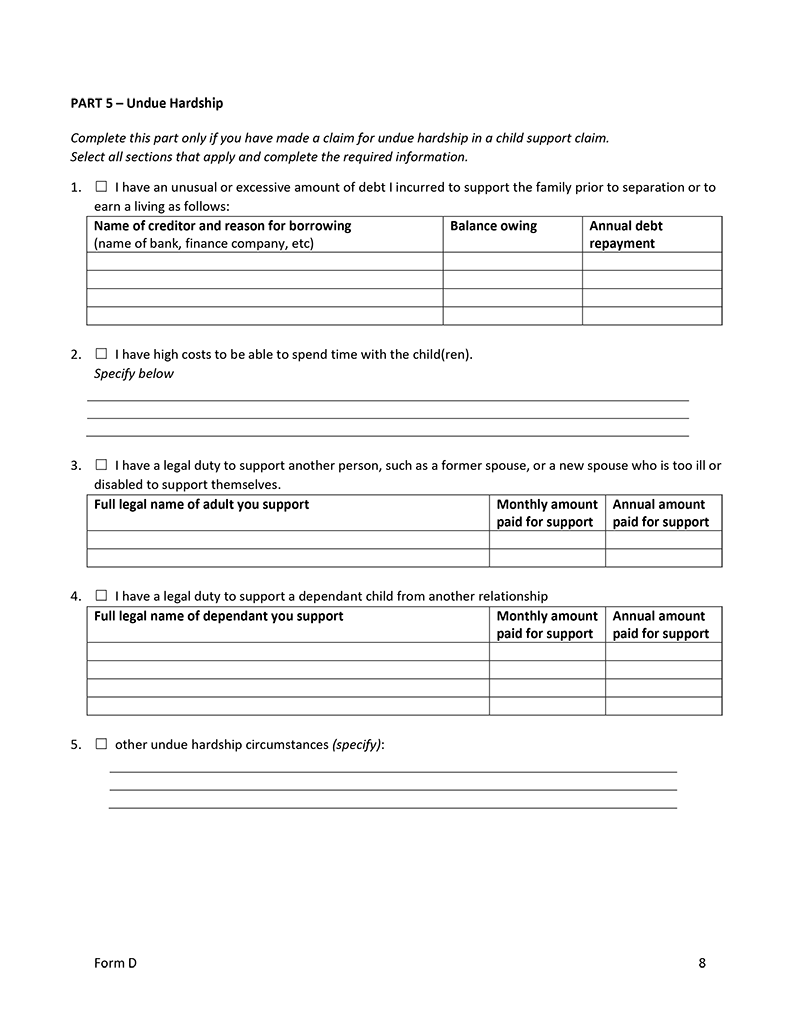 PART 5 – Undue Hardship
Complete this part only if you have made a claim for undue hardship in a child support claim.
Select all sections that apply and complete the required information.
1. ☐ I have an unusual or excessive amount of debt I incurred to support the family prior to separation or to
earn a living as follows:
Name of creditor and reason for borrowing
(name of bank, finance company, etc)
Balance owing
Annual debt
repayment
2. ☐ I have high costs to be able to spend time with the child(ren).
Specify below
3. ☐ I have a legal duty to support another person, such as a former spouse, or a new spouse who is too ill or
disabled to support themselves.
Full legal name of adult you support
Monthly amount
paid for support
Annual amount
paid for support
4. ☐ I have a legal duty to support a dependant child from another relationship
Full legal name of dependant you support
Monthly amount
paid for support
Annual amount
paid for support
5. ☐ other undue hardship circumstances (specify):
Form D
8